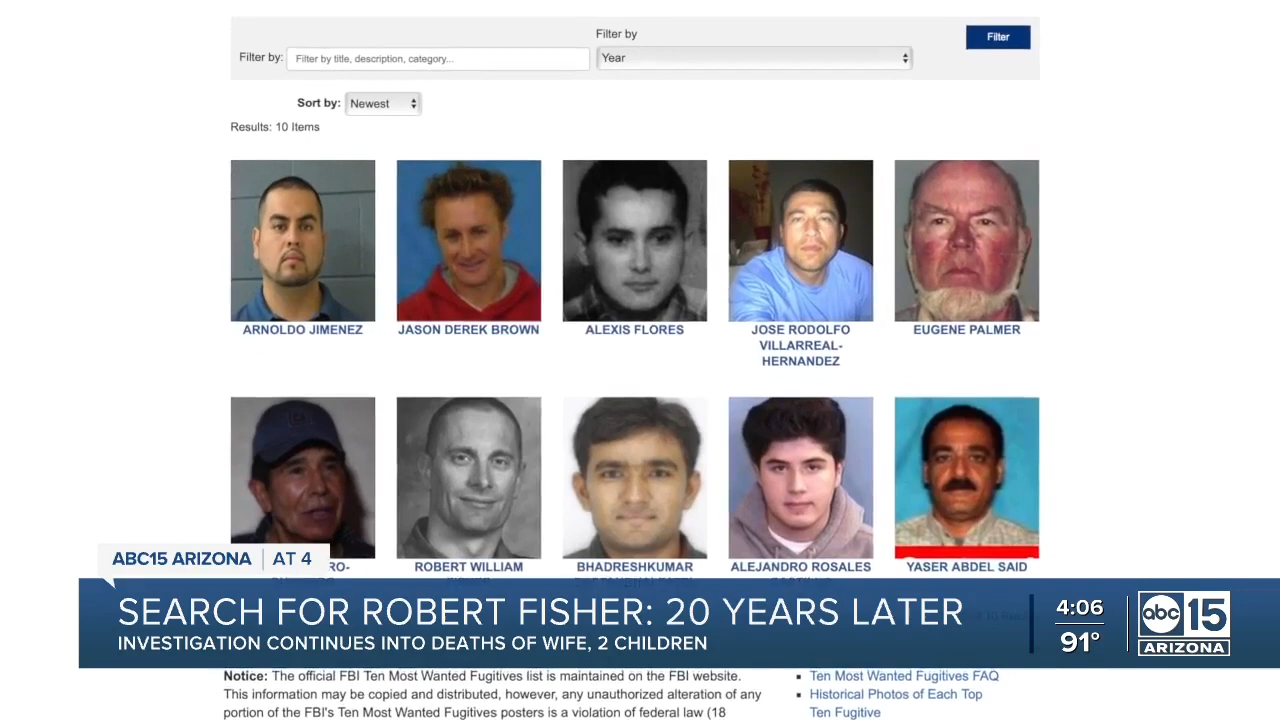 Filter by
Filter
Filter by:
Filter by title, description, category...
Year
Sort by:
Newest
Results: 10 Items
ARNOLDO JIMENEZ
JASON DEREK BROWN
ALEXIS FLORES
JOSE RODOLFO
VILLARREAL-
HERNANDEZ
EUGENE PALMER
RO-
ROBERT WILLIAM
BHADRESHKUMAR
ALEJANDRO ROSALES
YASER ABDEL SAID
ABC15 ARIZONA | AT 4
SEARCH FOR ROBERT FISHER: 20 YEARS LATER
INVESTIGATION CONTINUES INTO DEATHS OF WIFE, 2 CHILDREN
4:06
91°
abc 15
ARIZONA
Notice: The official FBI Ten Most Wanted Fugitives list is maintained on the FBI website.
This information may be copied and distributed, however, any unauthorized alteration of any
portion of the FBI's Ten Most Wanted Fugitives posters is a violation of federal law (18
Ten Most Wanted Fugitives FAQ
Historical Photos of Each Top
Ten Fugitive